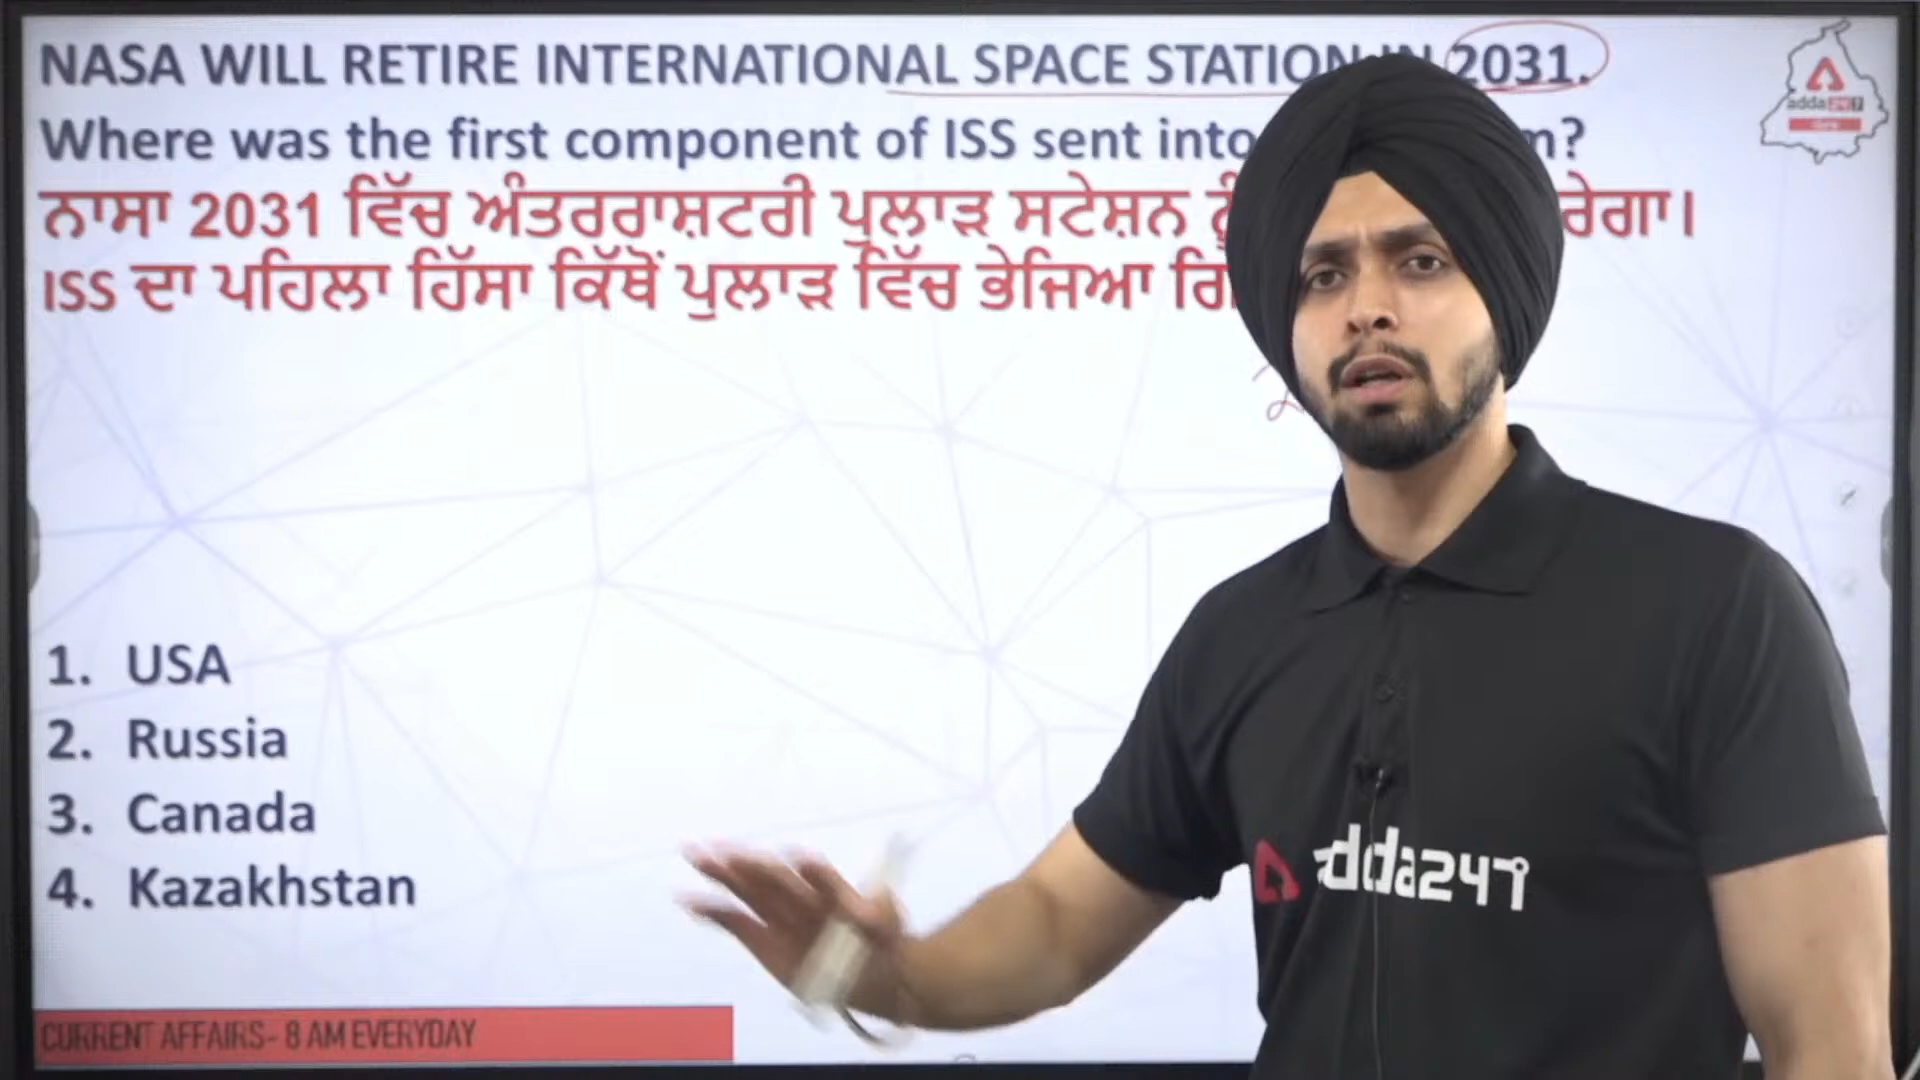 NASA WILL RETIRE INTERNATIONAL SPACE STATION IN 2031.
Where was the first component of ISS sent into
ਨਾਸਾ 2031 ਵਿੱਚ ਅੰਤਰਰਾਸ਼ਟਰੀ ਪੁਲਾੜ ਸਟੇਸ਼ਨ ਨੂੰ
ISS ਦਾ ਪਹਿਲਾ ਹਿੱਸਾ ਕਿੱਥੋਂ ਪੁਲਾੜ ਵਿੱਚ ਭੇਜਿਆ
adda247
1. USA
2. Russia
3. Canada
4. Kazakhstan
adda247
CURRENT AFFAIRS- 8 AM EVERYDAY